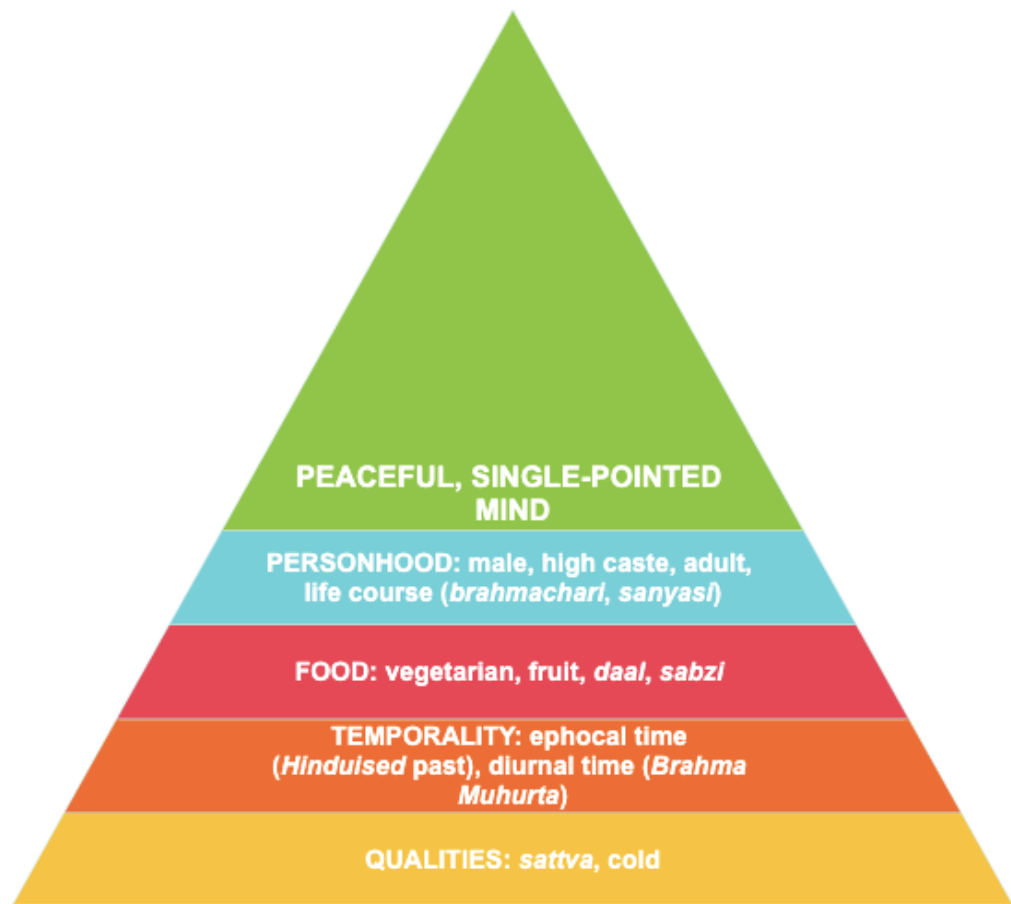 PEACEFUL, SINGLE-POINTED
MIND
PERSONHOOD: male, high caste, adult,
life course (brahmachari, sanyasi)
FOOD: vegetarian, fruit, daal, sabzi
TEMPORALITY: ephocal time
(Hinduised past), diurnal time (Brahma
Muhurta)
QUALITIES: sattva, cold